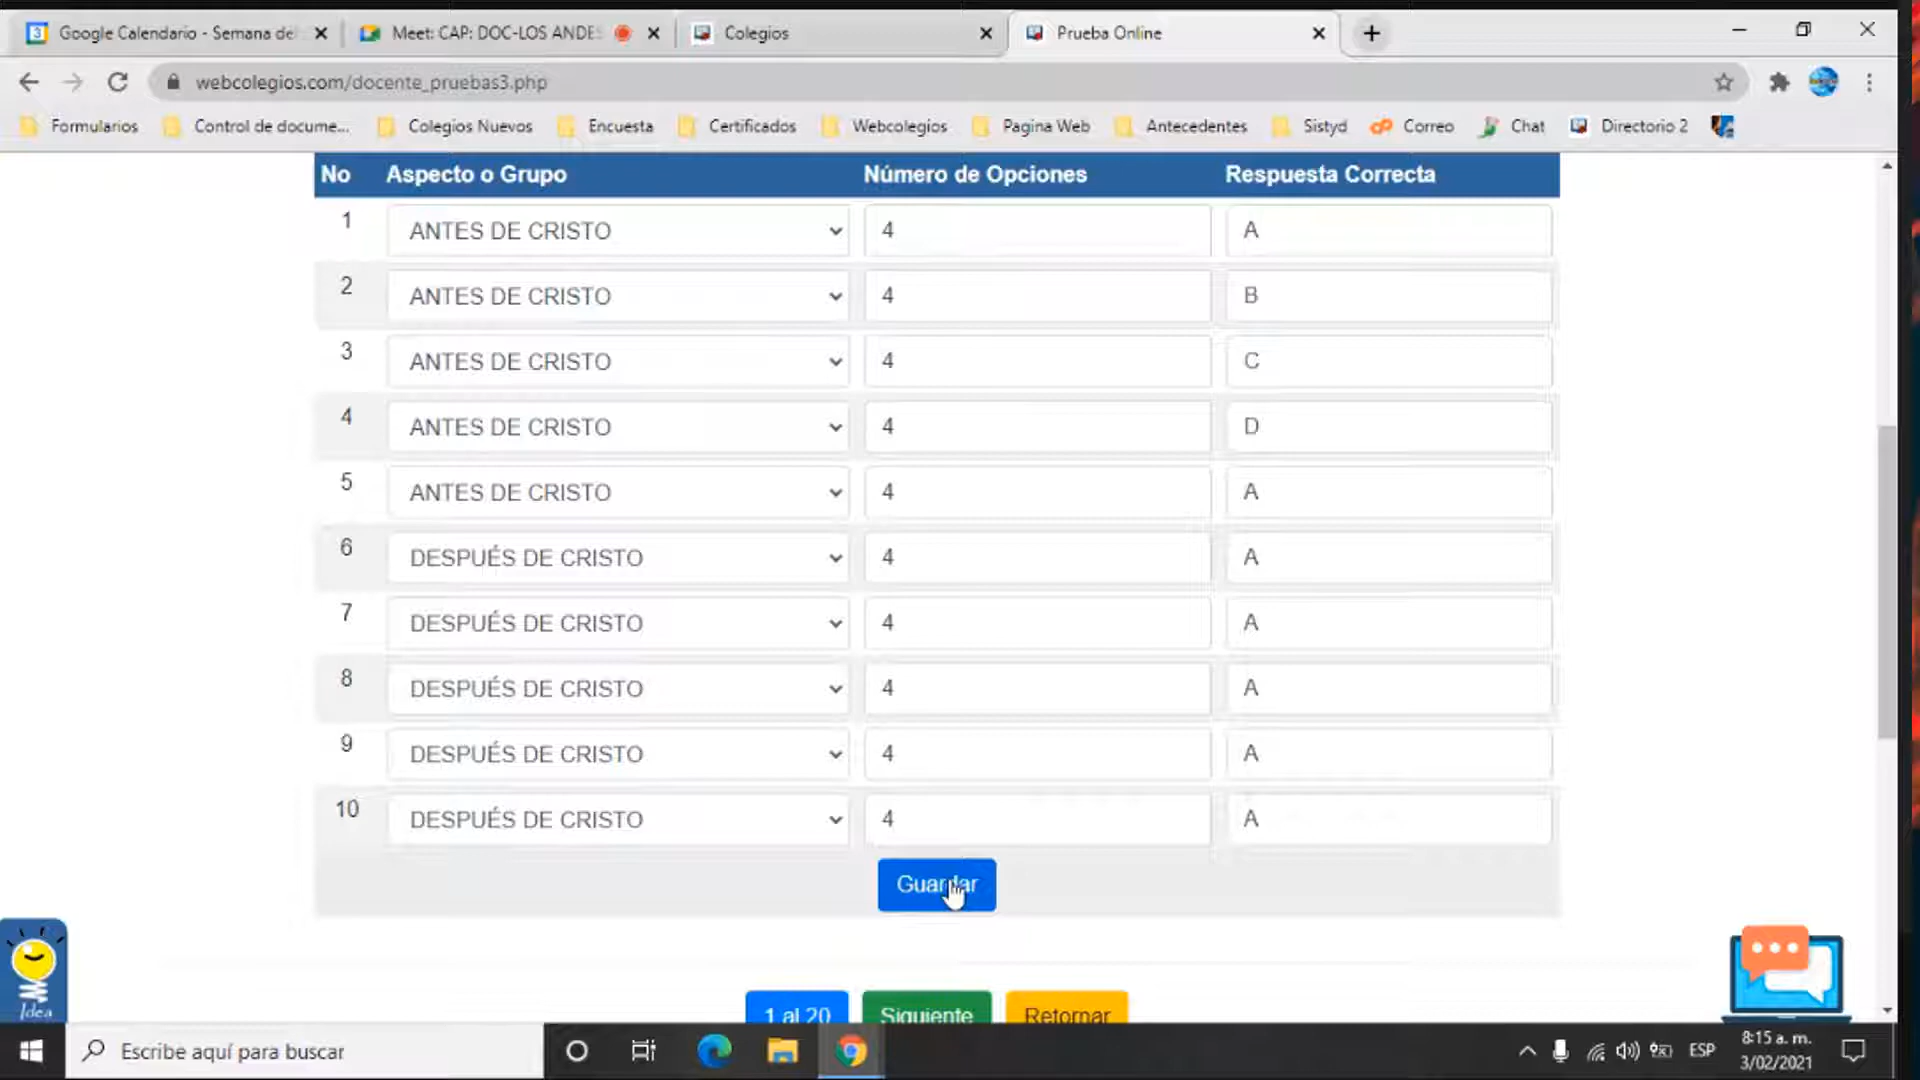 Google Calendario - Semana del
Meet: CAP: DOC-LOS ANDES
Colegios
Prueba Online
webcolegios.com/docente_pruebas3.php
Formularios
Control de docume...
Colegios Nuevos
Encuesta
Certificados
Webcolegios
Pagina Web
Antecedentes
Sistyd
Correo
Chat
Directorio 2
No Aspecto o Grupo Número de Opciones Respuesta Correcta
1 ANTES DE CRISTO 4 A
2 ANTES DE CRISTO 4 B
3 ANTES DE CRISTO 4 C
4 ANTES DE CRISTO 4 D
5 ANTES DE CRISTO 4 A
6 DESPUÉS DE CRISTO 4 A
7 DESPUÉS DE CRISTO 4 A
8 DESPUÉS DE CRISTO 4 A
9 DESPUÉS DE CRISTO 4 A
10 DESPUÉS DE CRISTO 4 A
Guardar
Idea
1 al 20
Siguiente
Retornar
Escribe aquí para buscar
ESP
8:15 a. m.
3/02/2021